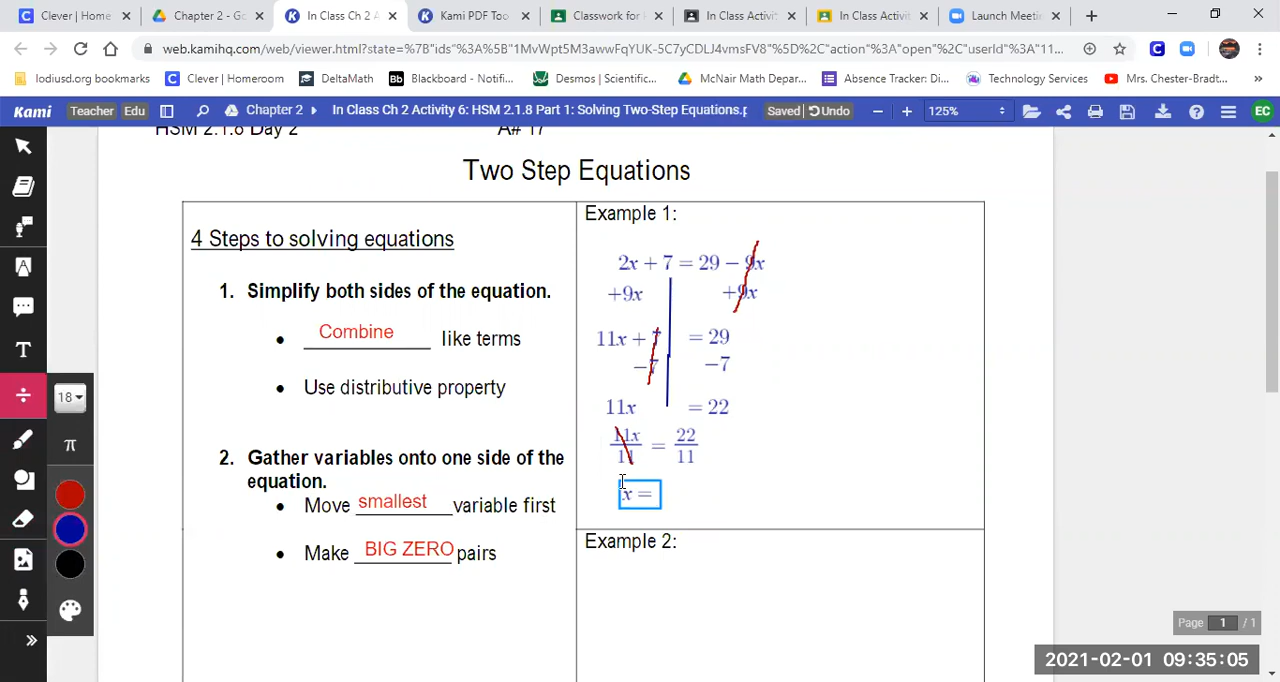 Clever | Home
Chapter 2 - Go
In Class Ch 2 A
Kami PDF Too
Classwork for
In Class Activi
In Class Activi
Launch Meeti
web.kamihq.com/web/viewer.html?state=%7B"ids"%3A%5B"1MvWpt5M3awwFqYUK-5C7yCDLJ4vmsFV8"%5D%2C"action"%3A"open"%2C"userId"%3A"11...
lodiusd.org bookmarks
Clever | Homeroom
DeltaMath
Blackboard - Notifi...
Desmos | Scientific...
McNair Math Depar...
Absence Tracker: Di...
Technology Services
Mrs. Chester-Bradt...
Kami Teacher Edu Chapter 2 In Class Ch 2 Activity 6: HSM 2.1.8 Part 1: Solving Two-Step Equations.p Saved Undo 125% EC
HSM 2.1.8 Day 2 A# 17
Two Step Equations
4 Steps to solving equations
1. Simplify both sides of the equation.
• Combine like terms
• Use distributive property
2. Gather variables onto one side of the
equation.
• Move smallest variable first
• Make BIG ZERO pairs
Example 1:
2x + 7 = 29 − 9x
+9x +9x
11x + 7 = 29
−7 −7
11x = 22
11x/11 = 22/11
x =
Example 2:
18
π
Page 1 / 1
2021-02-01 09:35:05